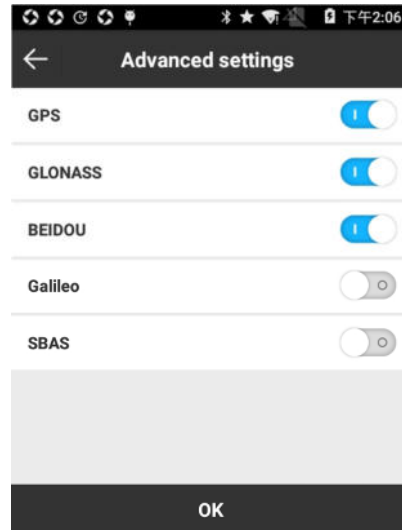 下午2:06
Advanced settings
GPS
GLONASS
BEIDOU
Galileo
SBAS
OK